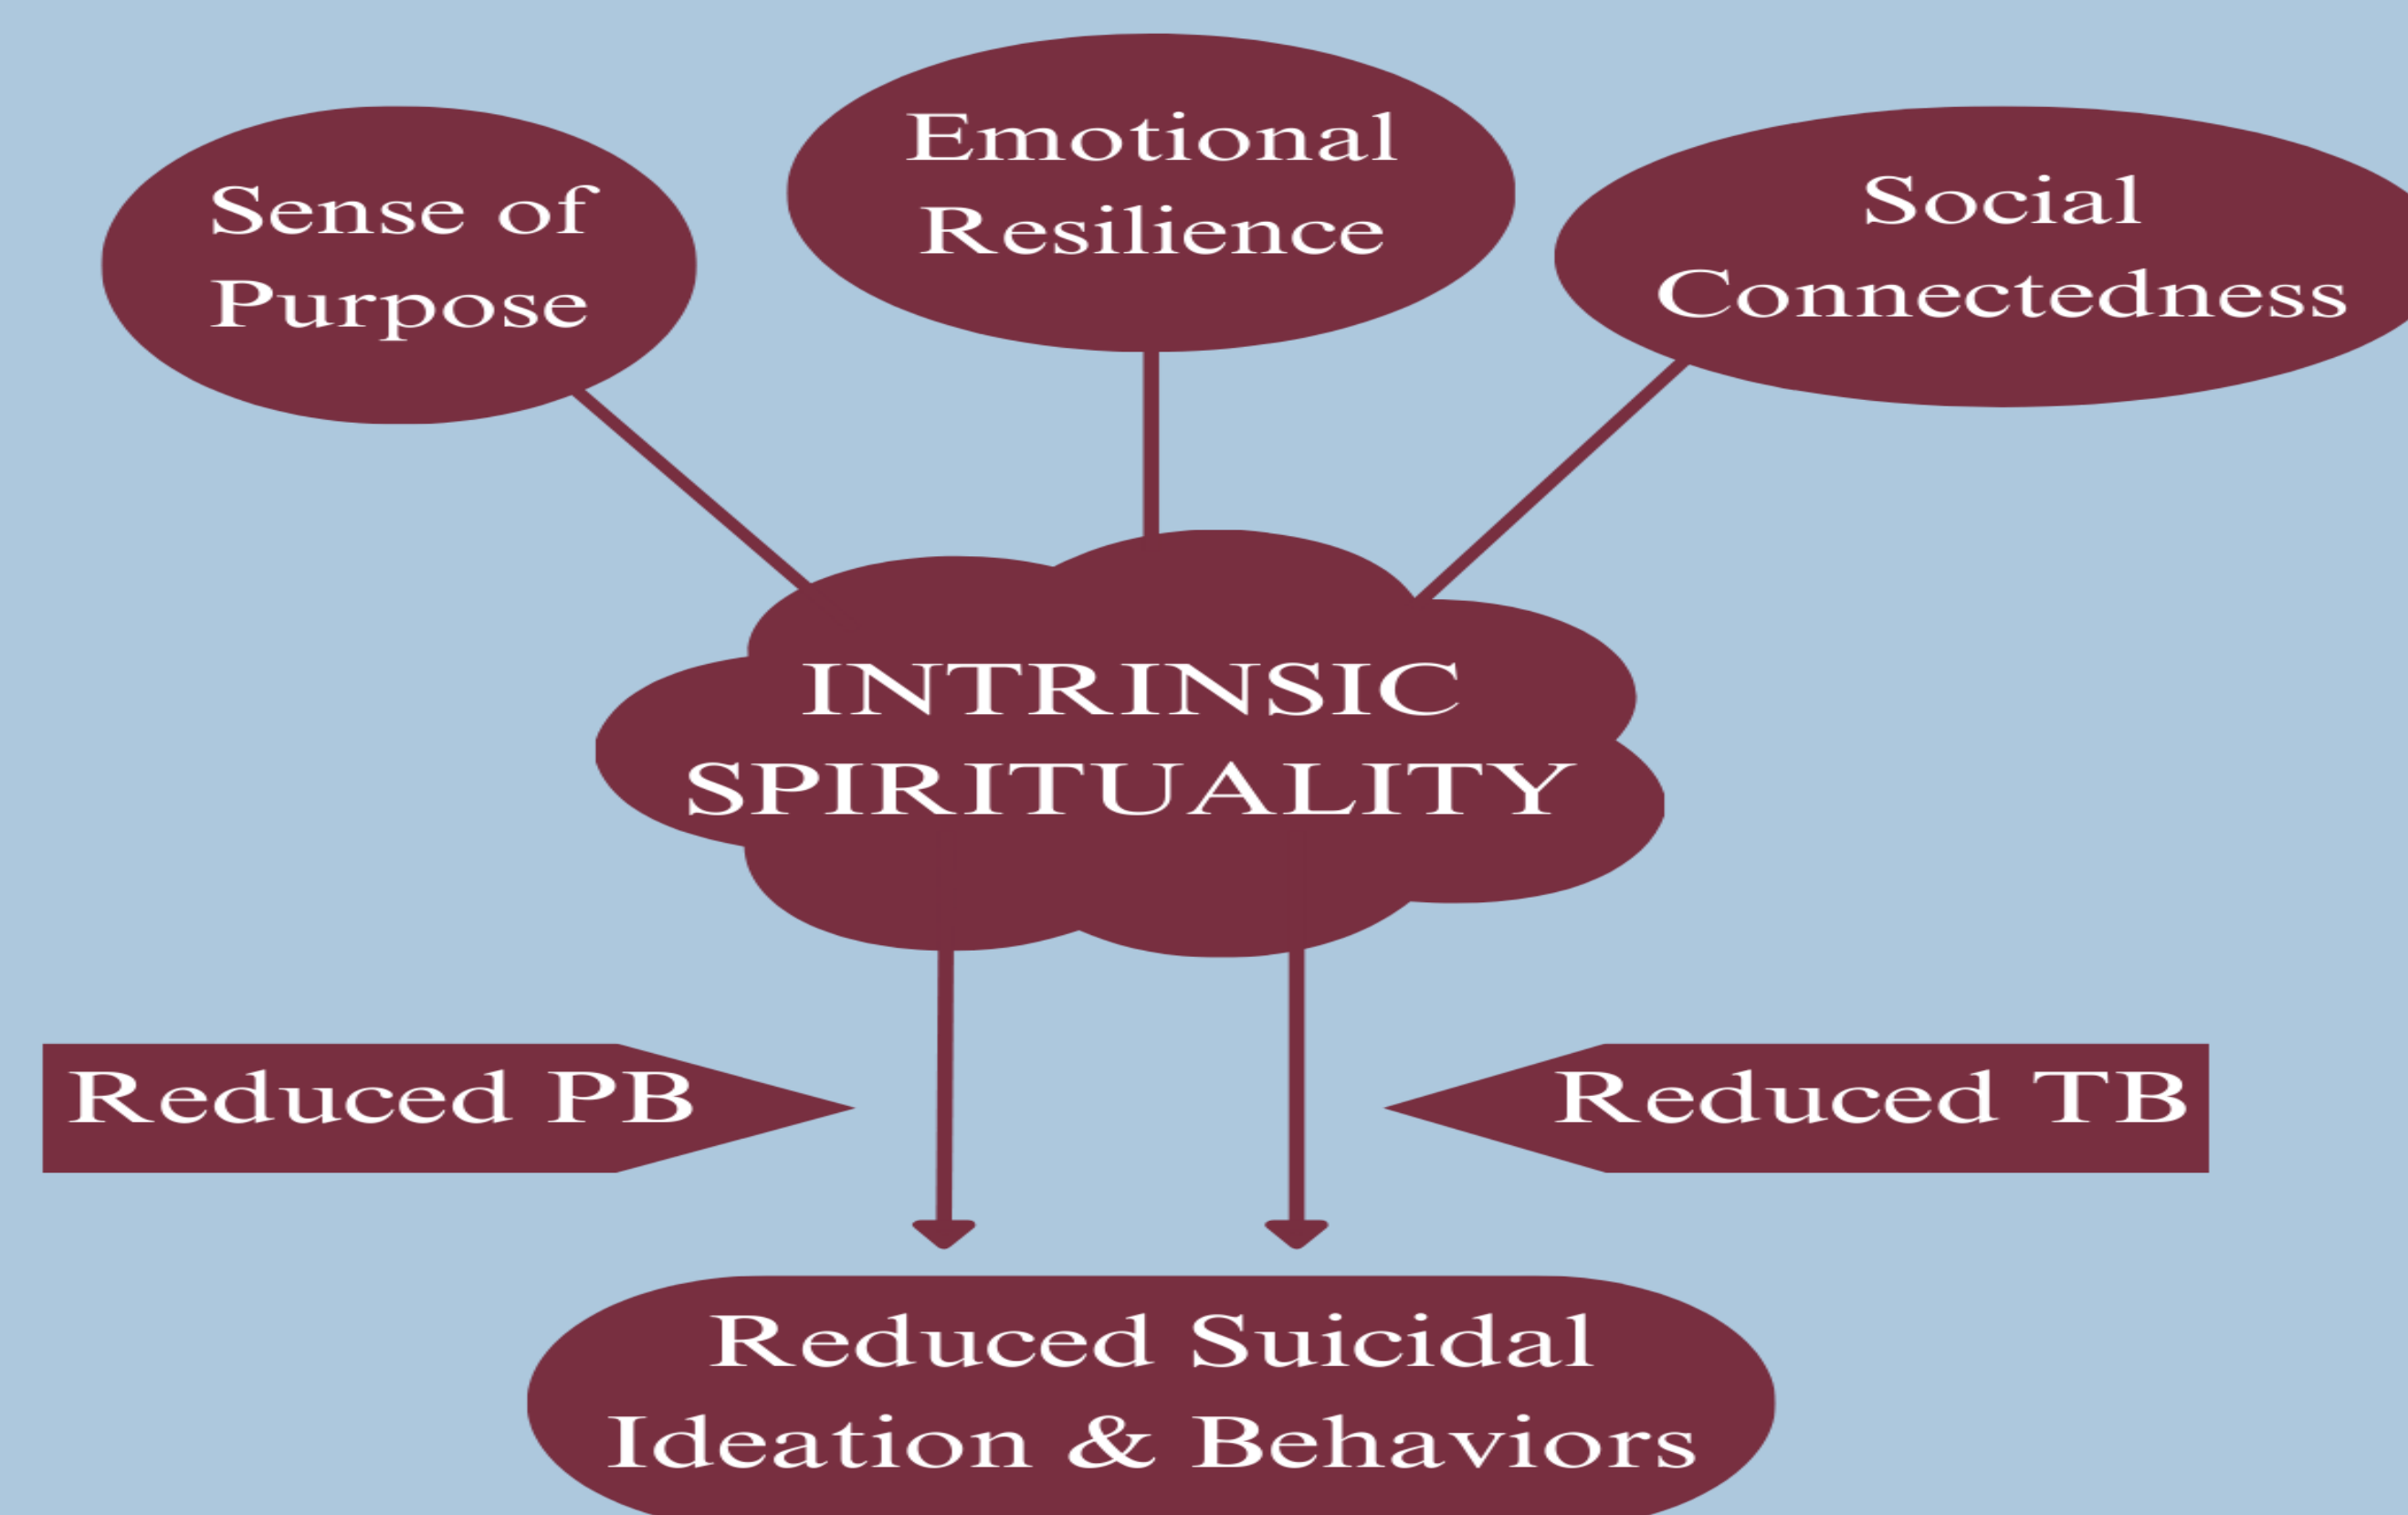 Sense of
Purpose
Emotional
Resilience
Social
Connectedness
INTRINSIC
SPIRITUALITY
Reduced PB
Reduced TB
Reduced Suicidal
Ideation & Behaviors